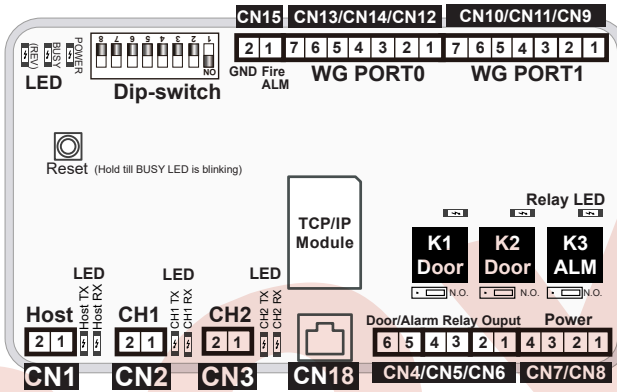 CN15 CN13/CN14/CN12 CN10/CN11/CN9
2 1 7 6 5 4 3 2 1 7 6 5 4 3 2 1
GND Fire ALM WG PORT0 WG PORT1
(REV) BUSY POWER
LED
8 7 6 5 4 3 2 1
ON
Dip-switch
Reset (Hold till BUSY LED is blinking)
TCP/IP
Module
Relay LED
K1 Door
K2 Door
K3 ALM
N.O. N.O. N.O.
LED LED LED
Host Host TX Host RX CH1 CH1 TX CH1 RX CH2 CH2 TX CH2 RX
Door/Alarm Relay Ouput Power
2 1 2 1 2 1 6 5 4 3 2 1 4 3 2 1
CN1 CN2 CN3 CN18 CN4/CN5/CN6 CN7/CN8